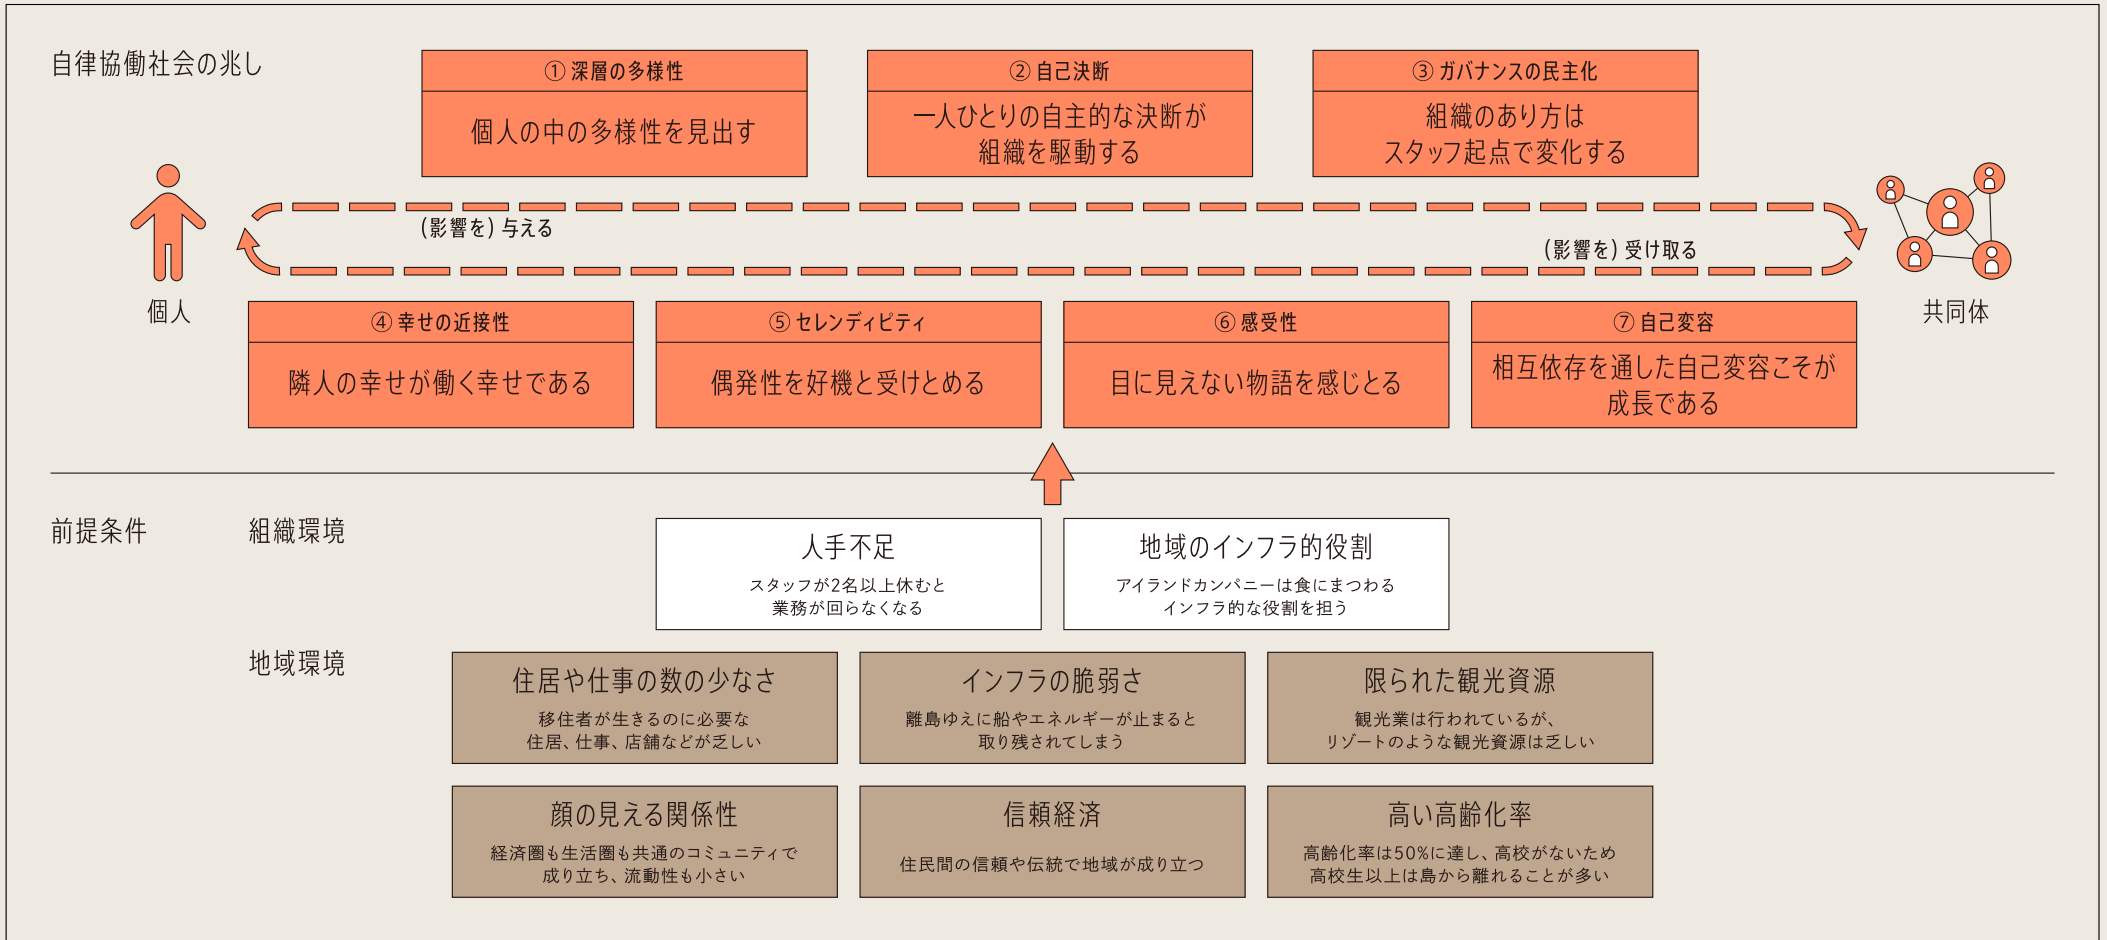 自律協働社会の兆し
① 深層の多様性
個人の中の多様性を見出す
② 自己決断
一人ひとりの自主的な決断が
組織を駆動する
③ ガバナンスの民主化
組織のあり方は
スタッフ起点で変化する
(影響を) 与える
(影響を) 受け取る
個人
共同体
④ 幸せの近接性
隣人の幸せが働く幸せである
⑤ セレンディピティ
偶発性を好機と受けとめる
⑥ 感受性
目に見えない物語を感じとる
⑦ 自己変容
相互依存を通した自己変容こそが
成長である
前提条件
組織環境
人手不足
スタッフが2名以上休むと
業務が回らなくなる
地域のインフラ的役割
アイランドカンパニーは食にまつわる
インフラ的な役割を担う
地域環境
住居や仕事の数の少なさ
移住者が生きるのに必要な
住居、仕事、店舗などが乏しい
インフラの脆弱さ
離島ゆえに船やエネルギーが止まると
取り残されてしまう
限られた観光資源
観光業は行われているが、
リゾートのような観光資源は乏しい
顔の見える関係性
経済圏も生活圏も共通のコミュニティで
成り立ち、流動性も小さい
信頼経済
住民間の信頼や伝統で地域が成り立つ
高い高齢化率
高齢化率は50%に達し、高校がないため
高校生以上は島から離れることが多い